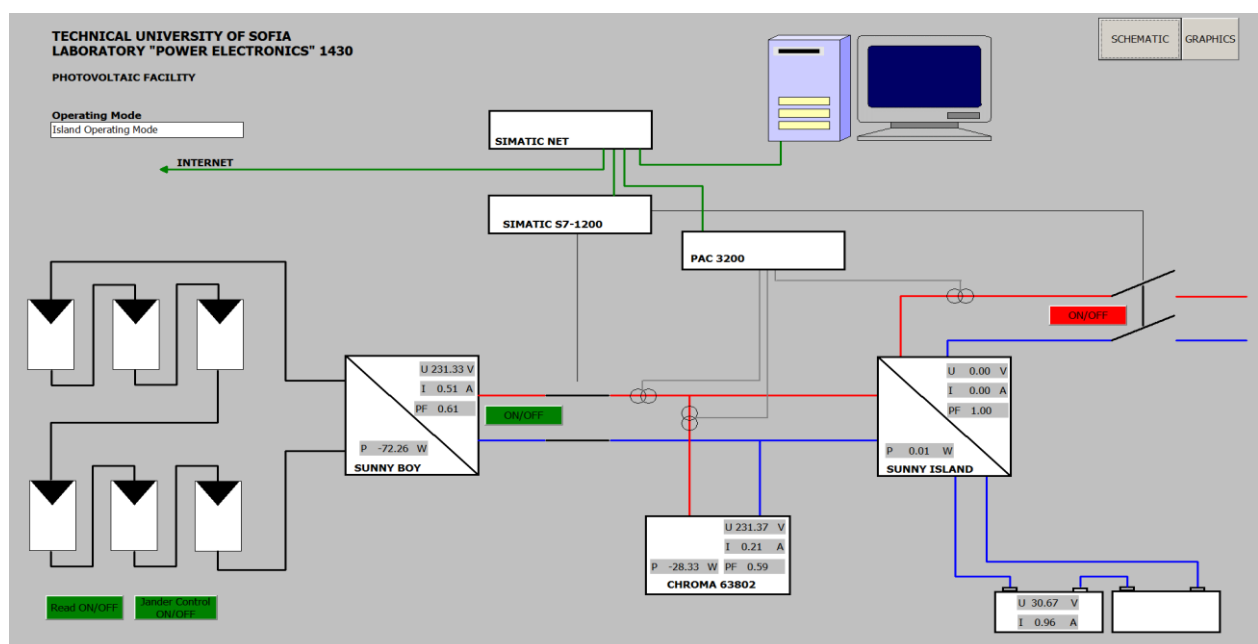 TECHNICAL UNIVERSITY OF SOFIA
LABORATORY "POWER ELECTRONICS" 1430
PHOTOVOLTAIC FACILITY
SCHEMATIC
GRAPHICS
Operating Mode
Island Operating Mode
INTERNET
SIMATIC NET
SIMATIC S7-1200
PAC 3200
ON/OFF
U 231.33 V
I 0.51 A
PF 0.61
P -72.26 W
SUNNY BOY
ON/OFF
U 0.00 V
I 0.00 A
PF 1.00
P 0.01 W
SUNNY ISLAND
U 231.37 V
I 0.21 A
P -28.33 W PF 0.59
CHROMA 63802
Read ON/OFF
Jander Control
ON/OFF
U 30.67 V
I 0.96 A